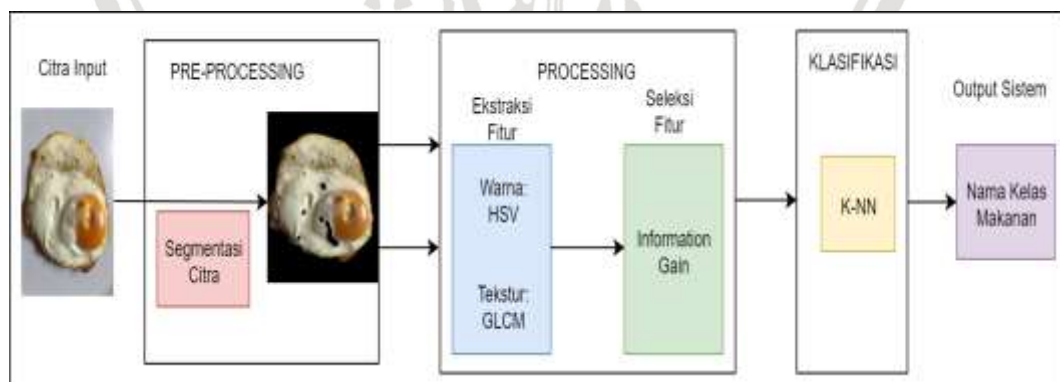 Citra Input
PRE-PROCESSING
Segmentasi
Citra
PROCESSING
Ekstraksi
Fitur
Warna:
HSV
Tekstur:
GLCM
Seleksi
Fitur
Information
Gain
KLASIFIKASI
K-NN
Output Sistem
Nama Kelas
Makanan